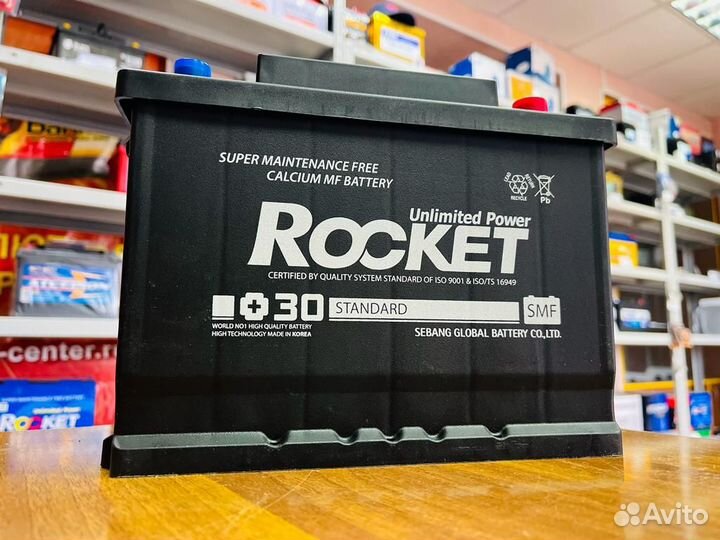 SUPER MAINTENANCE FREE
CALCIUM MF BATTERY
RECYCLE
Pb
Unlimited Power
ROCKET
CERTIFIED BY QUALITY SYSTEM STANDARD OF ISO 9001 & ISO/TS 16949
+30 STANDARD SMF
WORLD NO1 HIGH QUALITY BATTERY
HIGH TECHNOLOGY MADE IN KOREA
SEBANG GLOBAL BATTERY CO.,LTD.
-center.ru
Unlimited Power
ROCKET
Avito